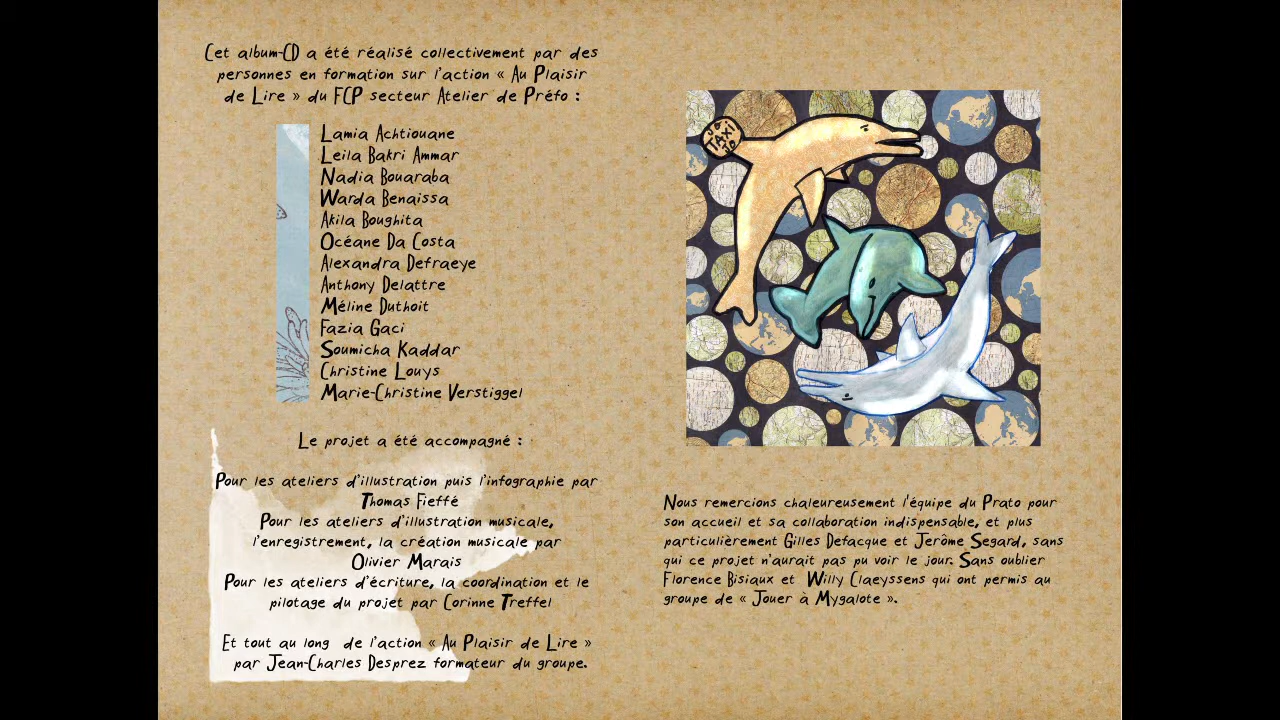 Cet album-CD a été réalisé collectivement par des
personnes en formation sur l'action « Au Plaisir
de Lire » du FCP secteur Atelier de Préfo :
Lamia Achtiouane
Leila Bakri Ammar
Nadia Bouaraba
Warda Benaissa
Akila Boughita
Océane Da Costa
Alexandra Defraeye
Anthony Delattre
Méline Duthoit
Fazia Gaci
Soumicha Kaddar
Christine Louys
Marie-Christine Verstiggel
Le projet a été accompagné :
Pour les ateliers d'illustration puis l'infographie par
Thomas Fieffé
Pour les ateliers d'illustration musicale,
l'enregistrement, la création musicale par
Olivier Marais
Pour les ateliers d'écriture, la coordination et le
pilotage du projet par Corinne Treffel
Et tout au long de l'action « Au Plaisir de Lire »
par Jean-Charles Desprez formateur du groupe.
JO
TAXI
JO
Nous remercions chaleureusement l'équipe du Prato pour
son accueil et sa collaboration indispensable, et plus
particulièrement Gilles Defacque et Jerôme Segard, sans
qui ce projet n'aurait pas pu voir le jour. Sans oublier
Florence Bisiaux et Willy Claeyssens qui ont permis au
groupe de « Jouer à Mygalote ».